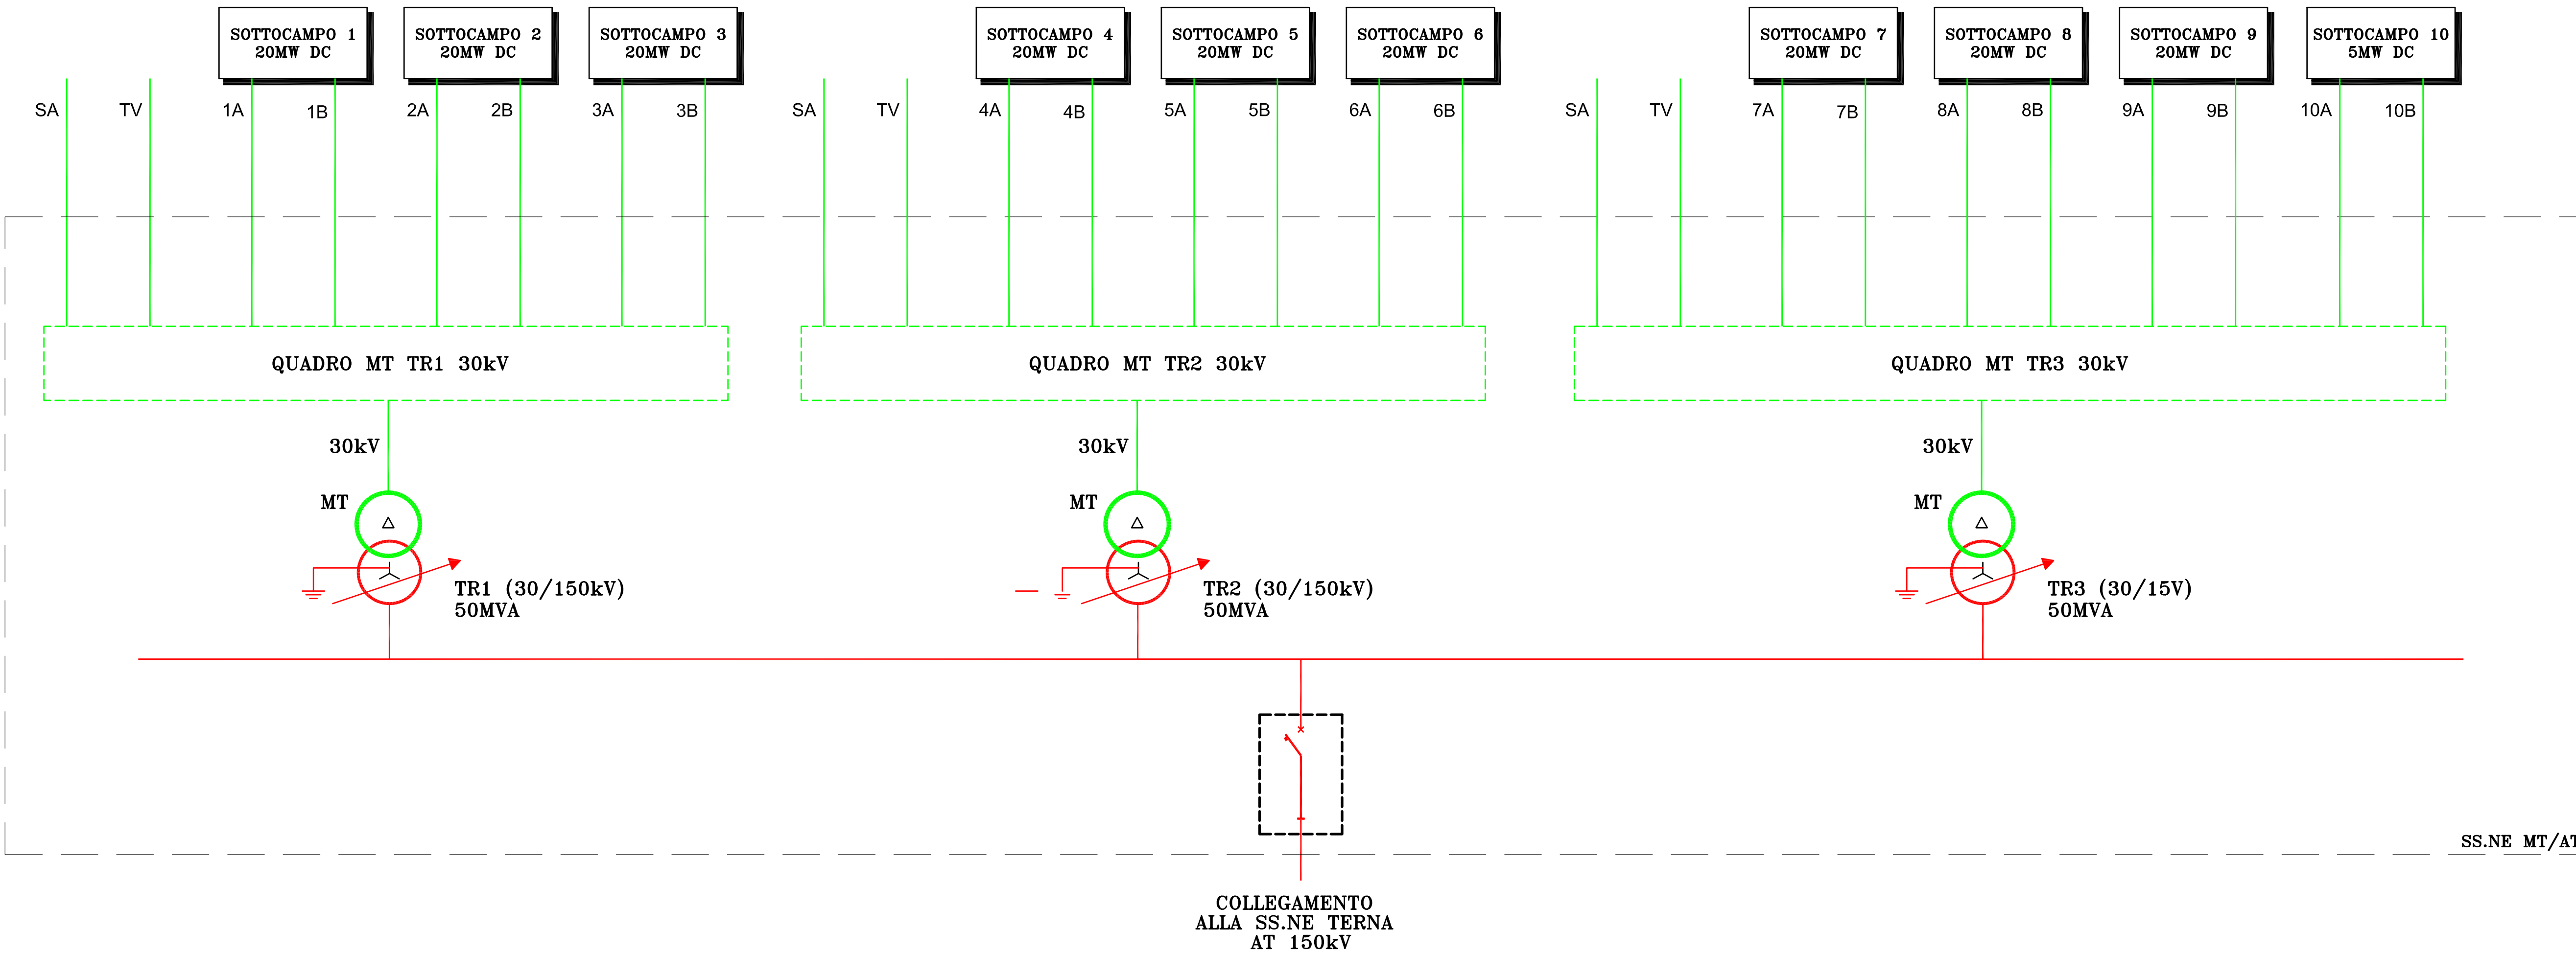 SOTTOCAMPO 1
20MW DC
SOTTOCAMPO 2
20MW DC
SOTTOCAMPO 3
20MW DC
SOTTOCAMPO 4
20MW DC
SOTTOCAMPO 5
20MW DC
SOTTOCAMPO 6
20MW DC
SOTTOCAMPO 7
20MW DC
SOTTOCAMPO 8
20MW DC
SOTTOCAMPO 9
20MW DC
SOTTOCAMPO 10
5MW DC
SA
TV
1A
1B
2A
2B
3A
3B
SA
TV
4A
4B
5A
5B
6A
6B
SA
TV
7A
7B
8A
8B
9A
9B
10A
10B
QUADRO MT TR1 30kV
QUADRO MT TR2 30kV
QUADRO MT TR3 30kV
30kV
30kV
30kV
MT
MT
MT
TR1 (30/150kV)
50MVA
TR2 (30/150kV)
50MVA
TR3 (30/15V)
50MVA
SS.NE MT/AT
COLLEGAMENTO
ALLA SS.NE TERNA
AT 150kV